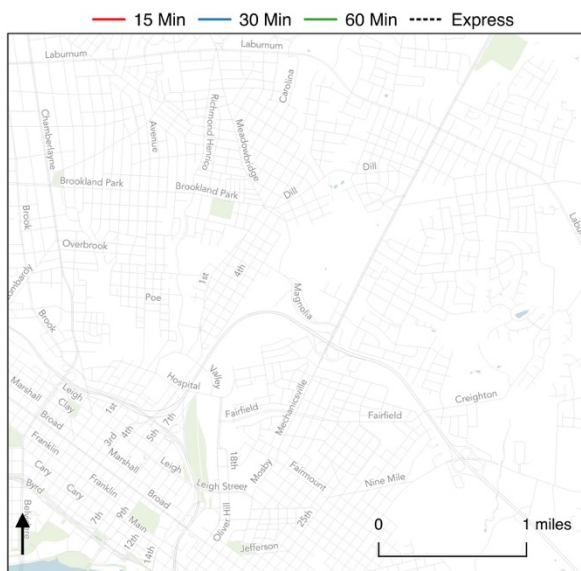 15 Min 30 Min 60 Min Express
Laburnum
Carolina
Chamberlayne
Avenue
Richmond Henrico
Meadowbridge
Dill
Brookland Park
Brookland Park
Dill
Brook
Laburnum
Overbrook
1st
4th
Lombardy
Poe
Magnolia
Brook
Hospital
Valley
Marshall
Leigh
Clay
1st
Mechanicsville
Creighton
Broad
7th
Fairfield
Fairfield
3rd
4th
5th
Franklin
Marshall
Leigh
18th
Mosby
Fairmount
Cary
Cary
Broad
Leigh Street
Nine Mile
Byrd
7th
9th
Main
Oliver Hill
25th
12th
14th
Jefferson
0 1 miles